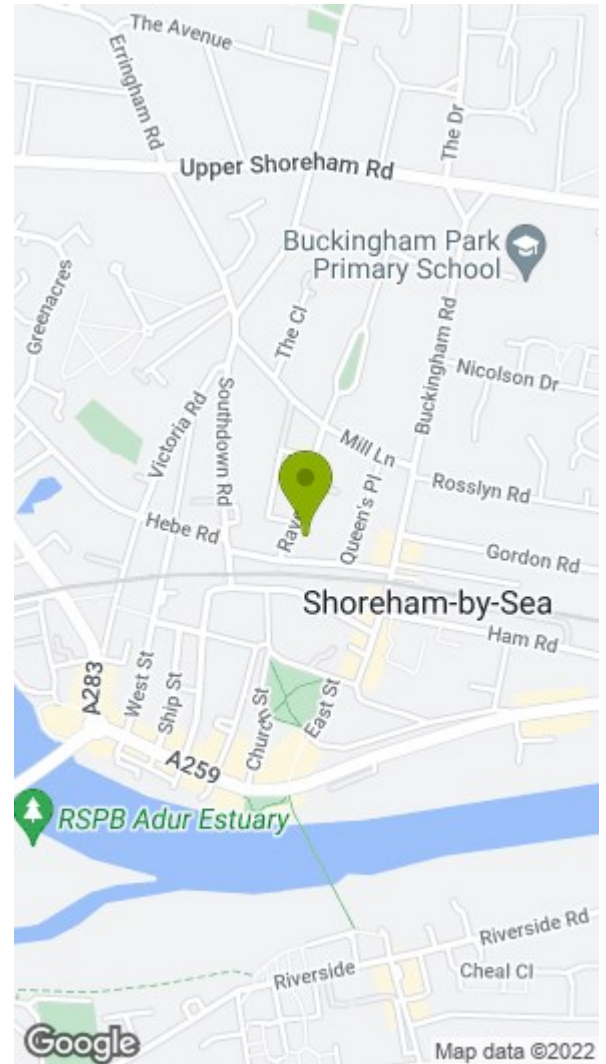 The Avenue
Erringham Rd
The Dr
Upper Shoreham Rd
Buckingham Park
Primary School
Greenacres
The Cl
Buckingham Rd
Nicolson Dr
Victoria Rd
Southdown Rd
Mill Ln
Rosslyn Rd
Queen's Pl
Hebe Rd
Rav
Gordon Rd
Shoreham-by-Sea
Ham Rd
A283
West St
Ship St
Church St
East St
A259
RSPB Adur Estuary
Riverside Rd
Riverside
Cheal Cl
Google
Map data ©2022